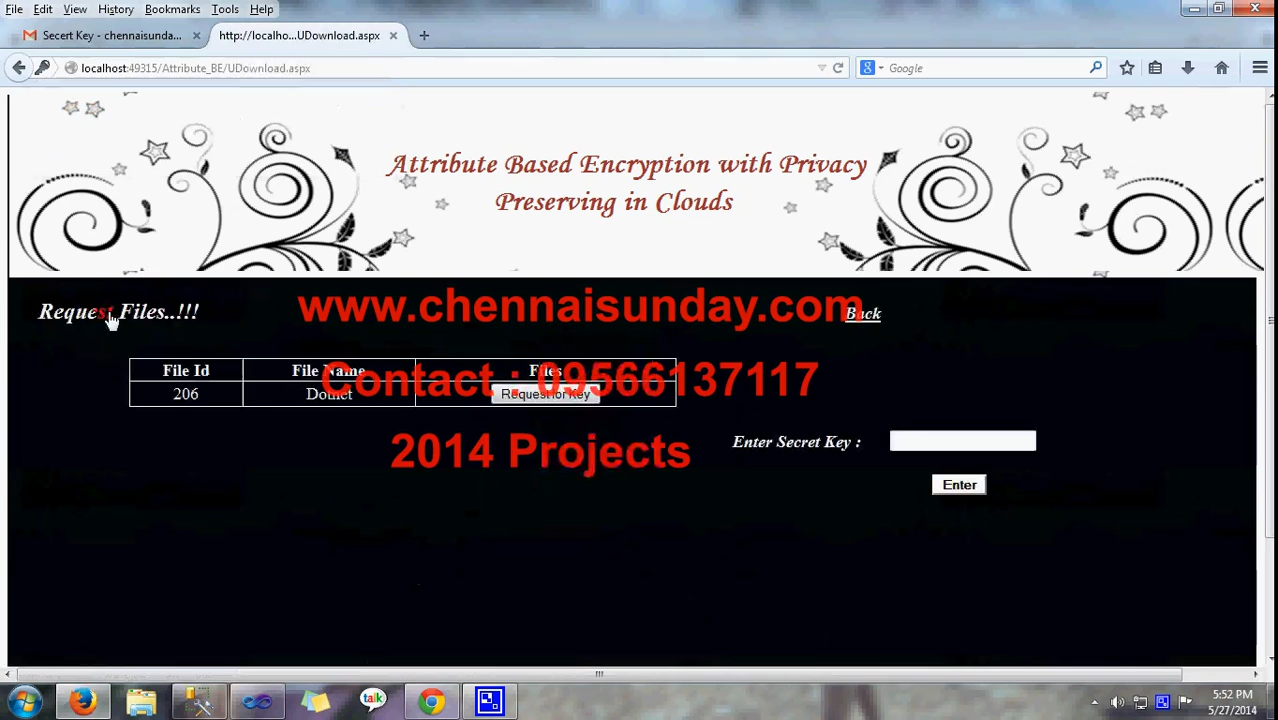 File Edit View History Bookmarks Tools Help
Secert Key - chennaisunda... http://localho...UDownload.aspx
localhost:49315/Attribute_BE/UDownload.aspx Google
Attribute Based Encryption with Privacy
Preserving in Clouds
Request Files..!!! www.chennaisunday.com Back
File Id File Name Files
Contact : 09566137117
206 Dotnet Request for Key
Enter Secret Key :
2014 Projects
Enter
talk
5:52 PM
5/27/2014